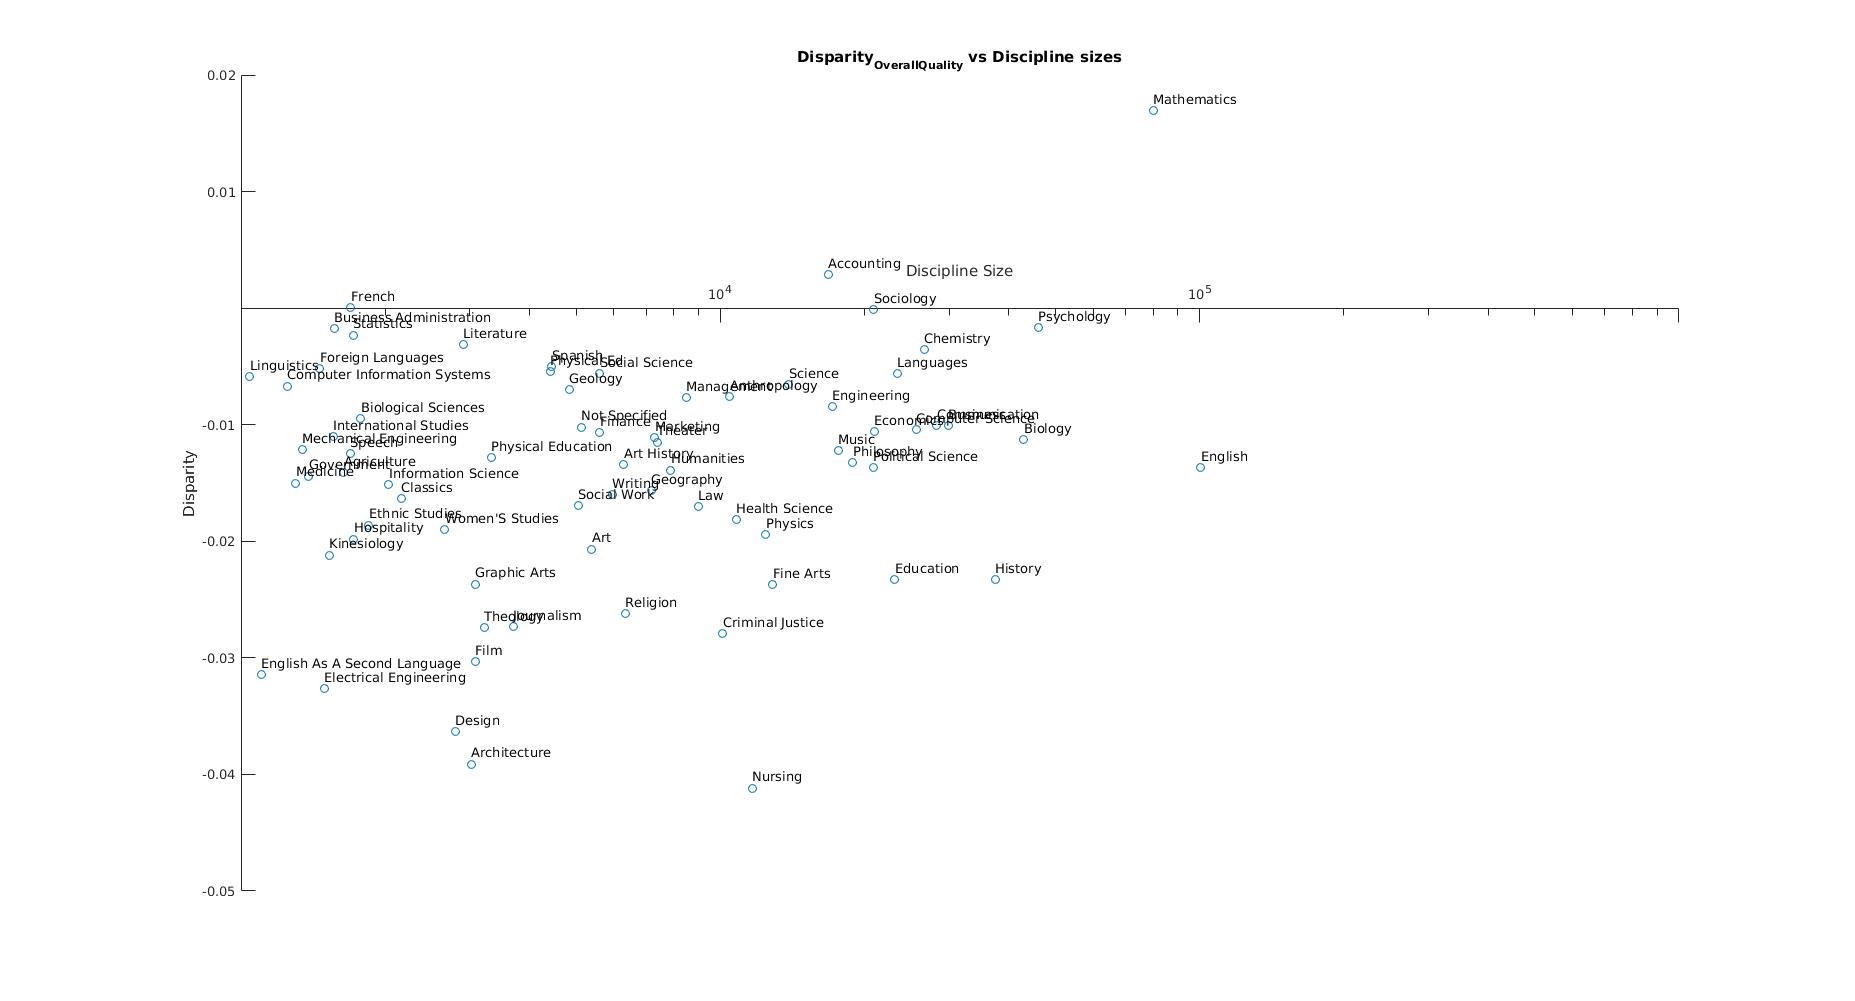 Disparity_OverallQuality vs Discipline sizes
0.02
Mathematics
0.01
Accounting
Discipline Size
10^4
10^5
French
Sociology
Business Administration
Psychology
Statistics
Literature
Chemistry
Spanish
Foreign Languages
Physical Ed
Social Science
Languages
Linguistics
Computer Information Systems
Science
Geology
Management
Anthropology
Engineering
Biological Sciences
Not Specified
Communication
Business
Computer Science
-0.01
International Studies
Finance
Economics
Marketing
Theater
Biology
Mechanical Engineering
Speech
Physical Education
Music
Art History
Philosophy
Humanities
Political Science
English
Government
Agriculture
Medicine
Information Science
Geography
Writing
Classics
Social Work
Law
Disparity
Health Science
Ethnic Studies
Women'S Studies
Physics
Hospitality
-0.02
Kinesiology
Art
Graphic Arts
Fine Arts
Education
History
Religion
Theology
Journalism
Criminal Justice
Film
-0.03
English As A Second Language
Electrical Engineering
Design
Architecture
-0.04
Nursing
-0.05